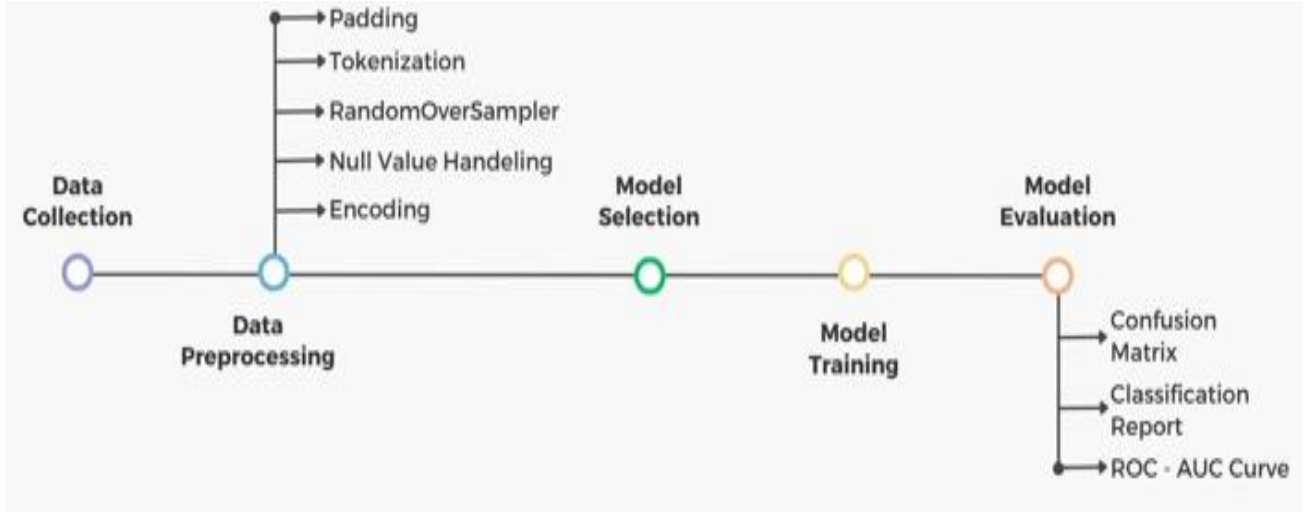 Padding
Tokenization
RandomOverSampler
Null Value Handeling
Encoding
Data
Collection
Data
Preprocessing
Model
Selection
Model
Training
Model
Evaluation
Confusion
Matrix
Classification
Report
ROC - AUC Curve